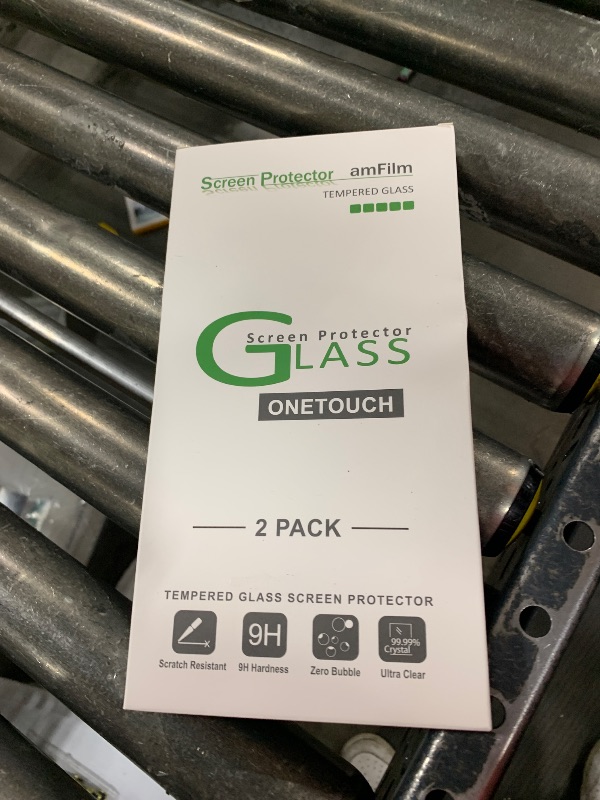 Screen Protector amFilm
TEMPERED GLASS
Screen Protector
GLASS
ONETOUCH
2 PACK
TEMPERED GLASS SCREEN PROTECTOR
9H
99.99%
Crystal
Scratch Resistant 9H Hardness Zero Bubble Ultra Clear